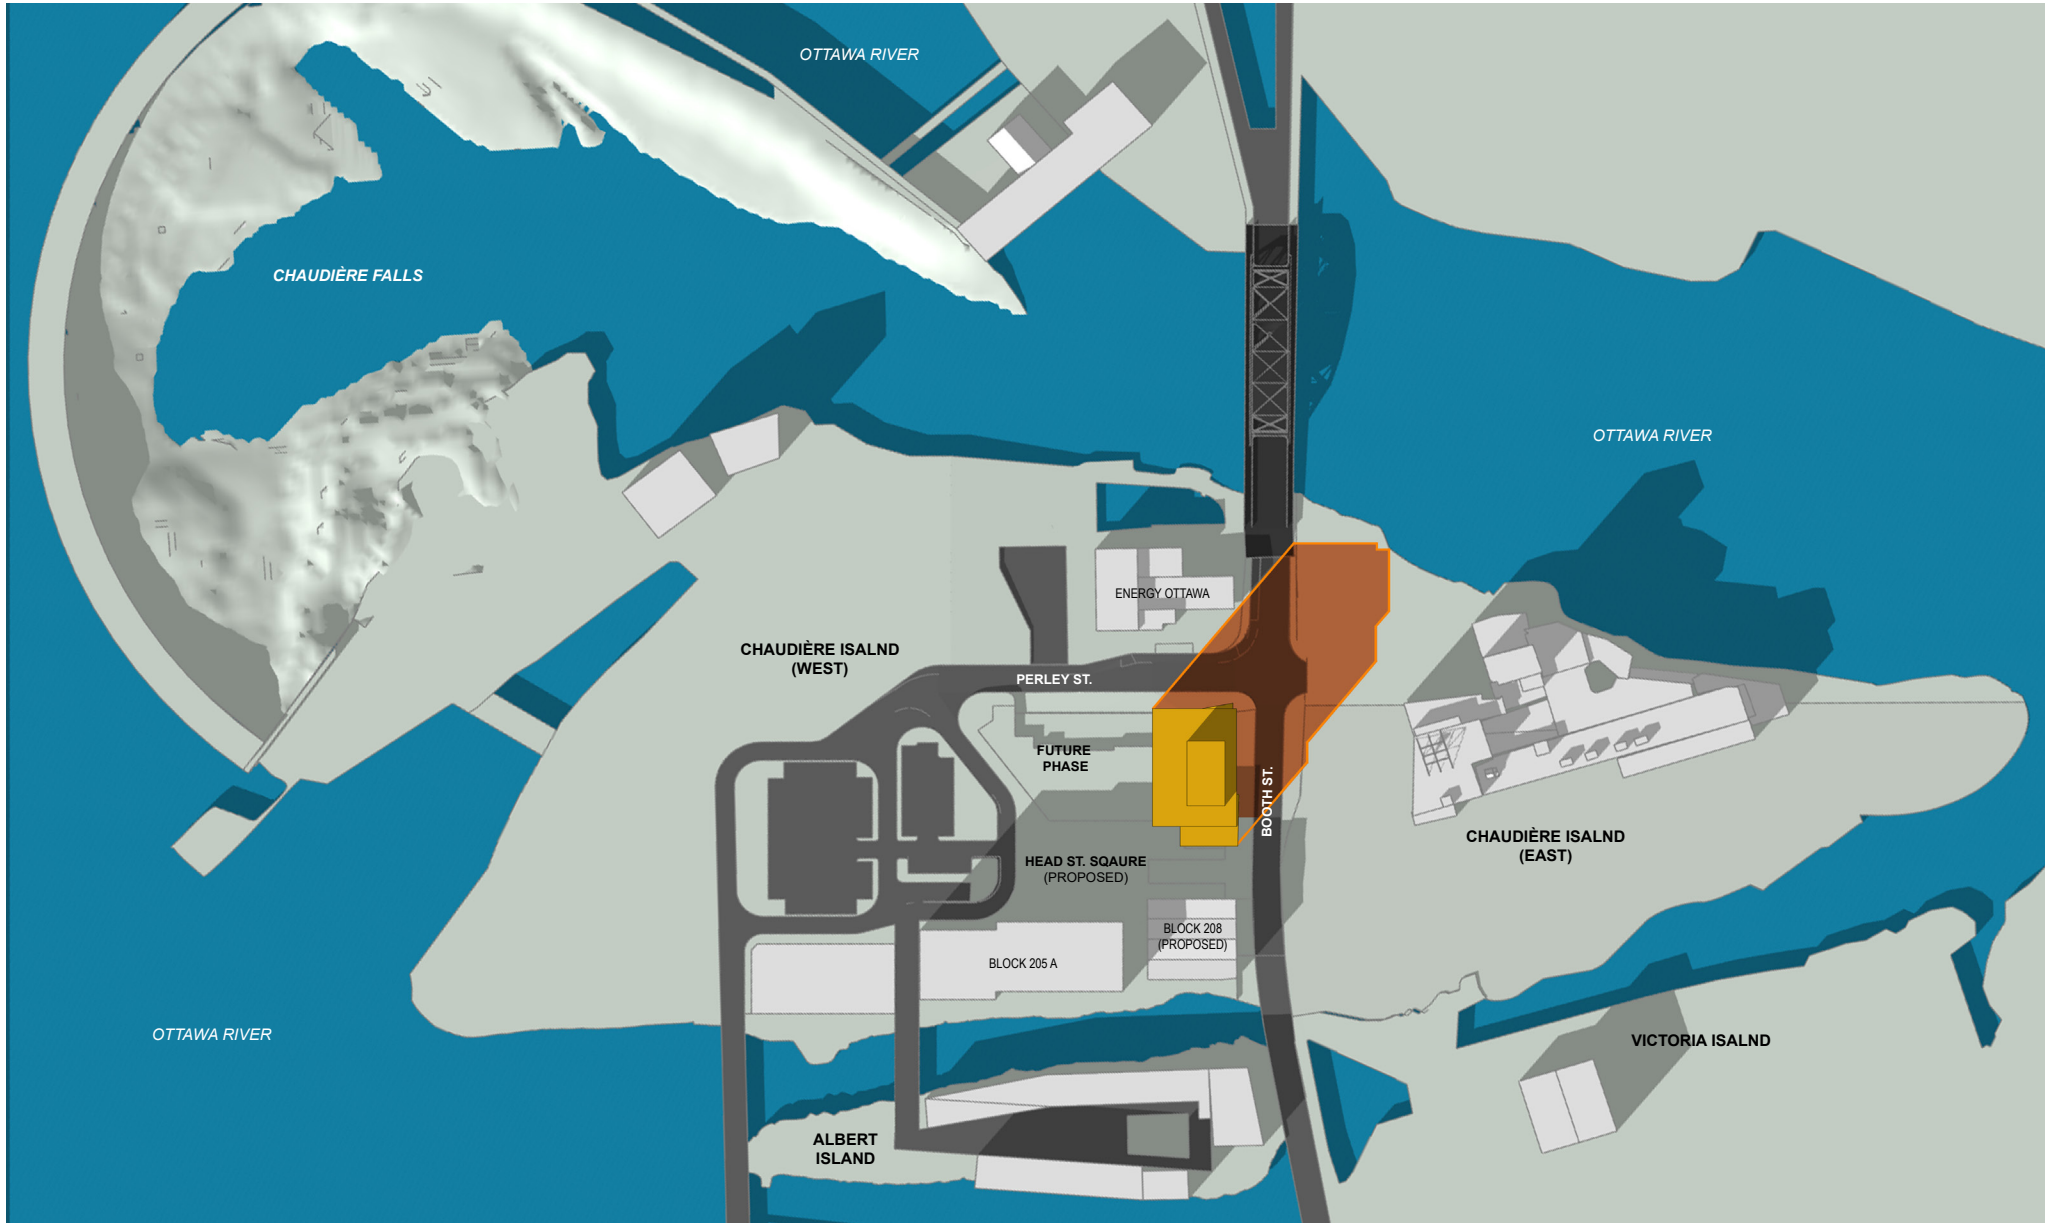 OTTAWA RIVER
CHAUDIÈRE FALLS
OTTAWA RIVER
ENERGY OTTAWA
CHAUDIÈRE ISALND
(WEST)
PERLEY ST.
FUTURE
PHASE
BOOTH ST.
CHAUDIÈRE ISALND
(EAST)
HEAD ST. SQAURE
(PROPOSED)
BLOCK 208
(PROPOSED)
BLOCK 205 A
OTTAWA RIVER
VICTORIA ISALND
ALBERT
ISLAND